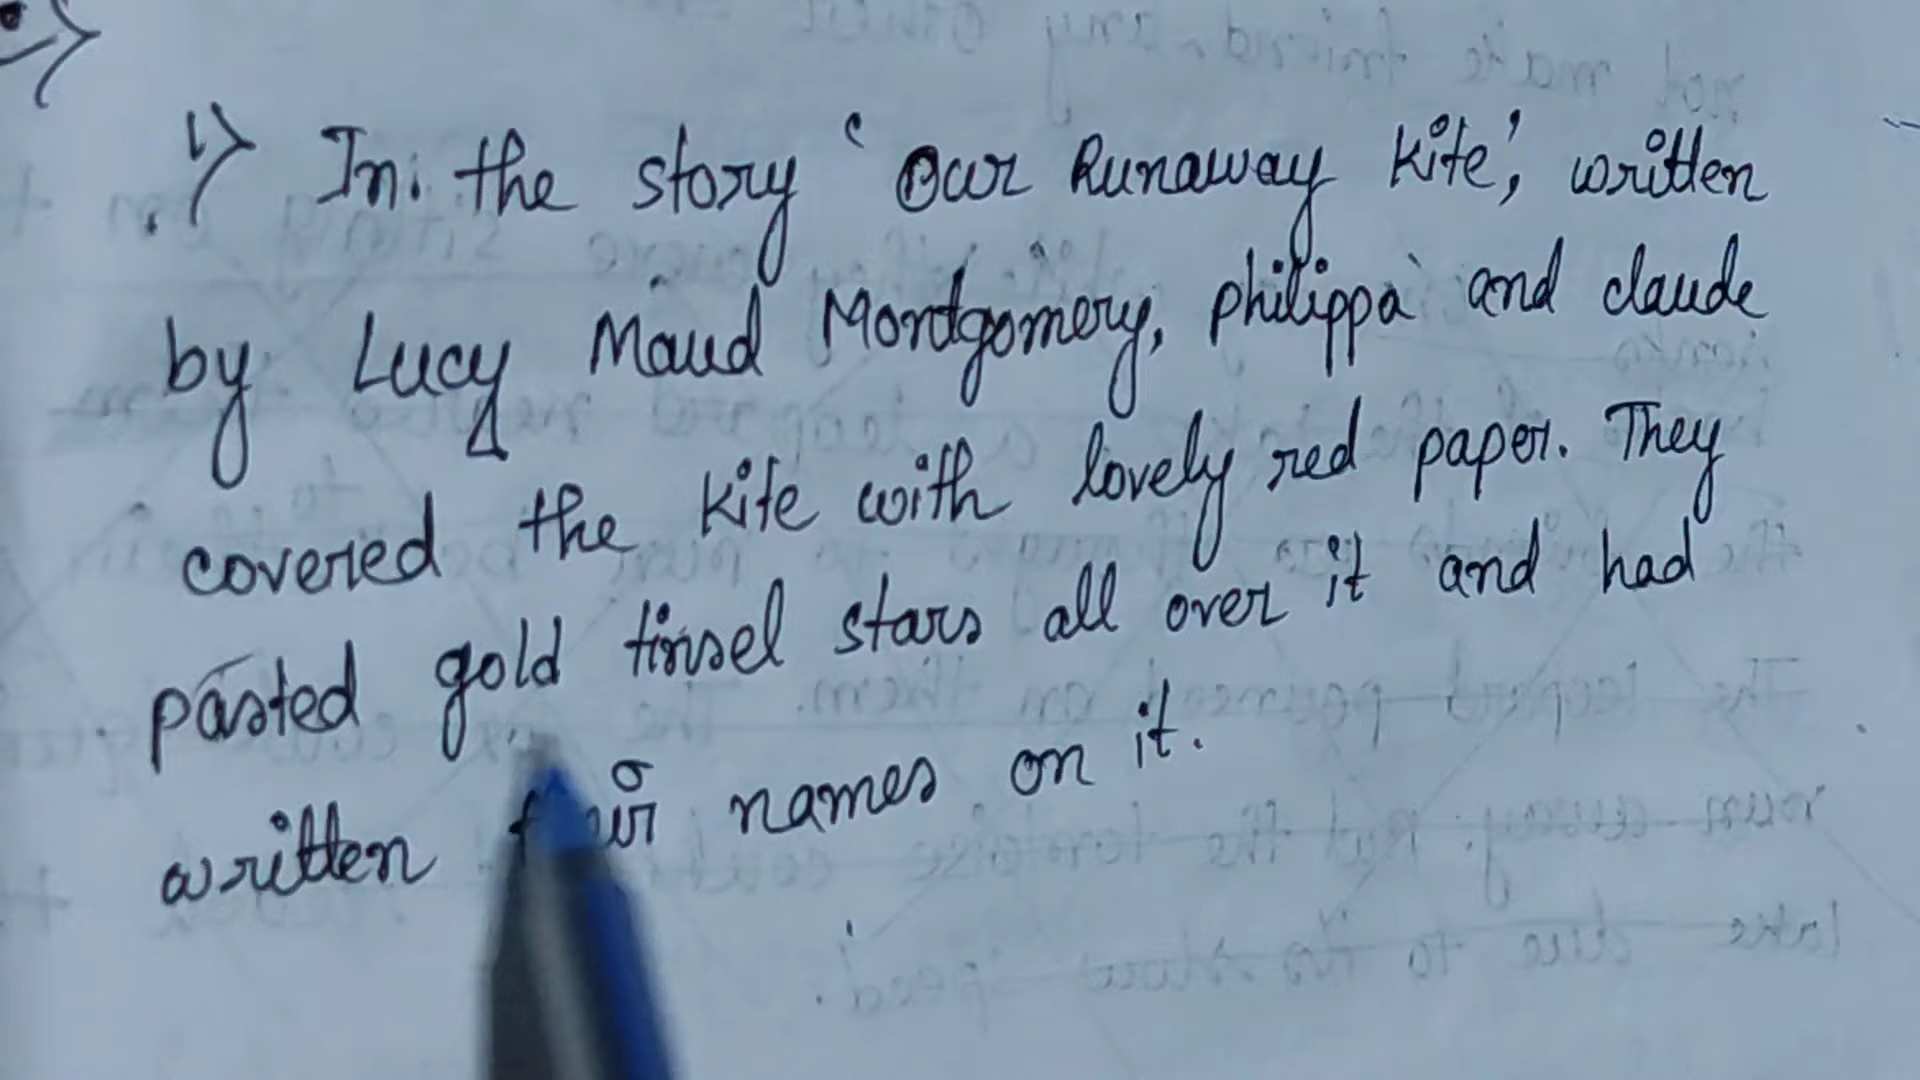 1) In the story ‘Our Runaway Kite’, written
by Lucy Maud Montgomery, philippa and claude
covered the Kite with lovely red paper. They
pasted gold tinsel stars all over it and had
written names on it.